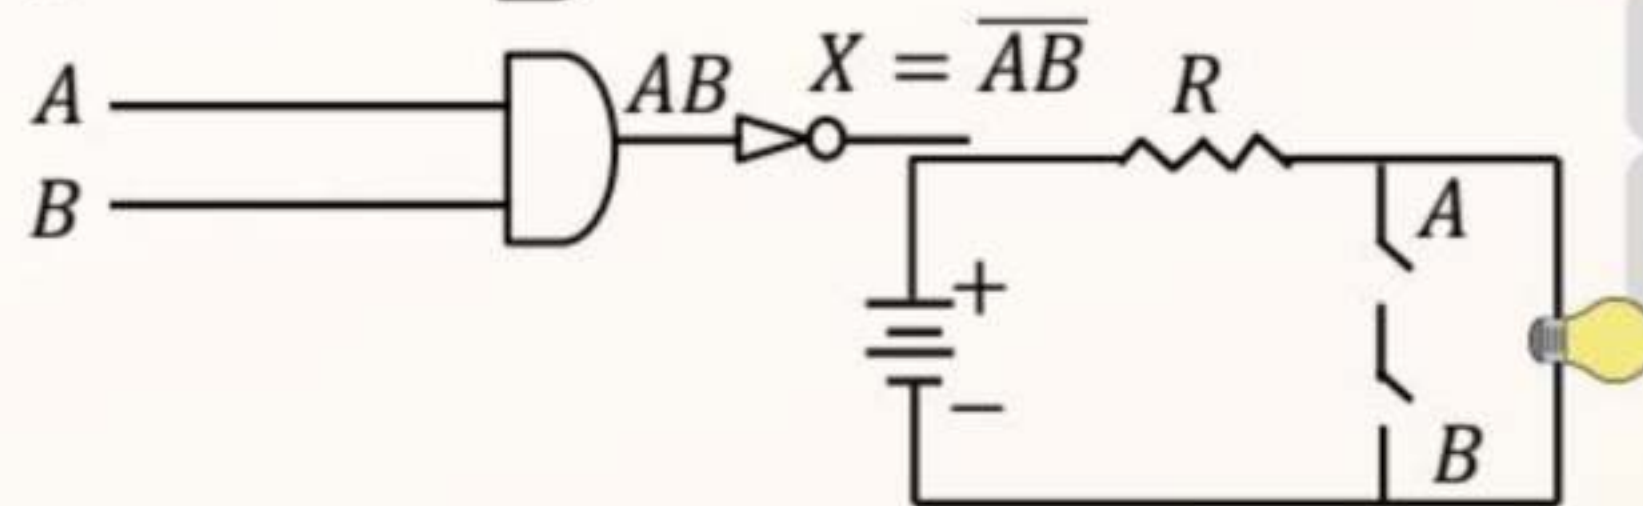 A
B
AB
X = \overline{AB}
R
+
−
A
B